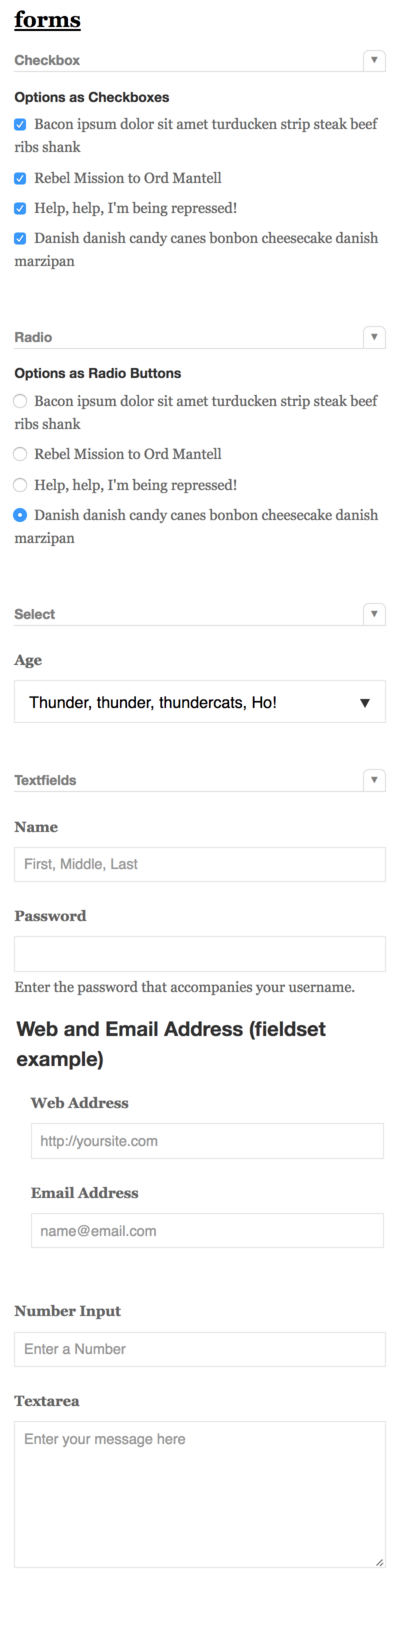 forms
Checkbox
Options as Checkboxes
Bacon ipsum dolor sit amet turducken strip steak beef
ribs shank
Rebel Mission to Ord Mantell
Help, help, I'm being repressed!
Danish danish candy canes bonbon cheesecake danish
marzipan
Radio
Options as Radio Buttons
Bacon ipsum dolor sit amet turducken strip steak beef
ribs shank
Rebel Mission to Ord Mantell
Help, help, I'm being repressed!
Danish danish candy canes bonbon cheesecake danish
marzipan
Select
Age
Thunder, thunder, thundercats, Ho!
Textfields
Name
First, Middle, Last
Password
Enter the password that accompanies your username.
Web and Email Address (fieldset
example)
Web Address
http://yoursite.com
Email Address
name@email.com
Number Input
Enter a Number
Textarea
Enter your message here